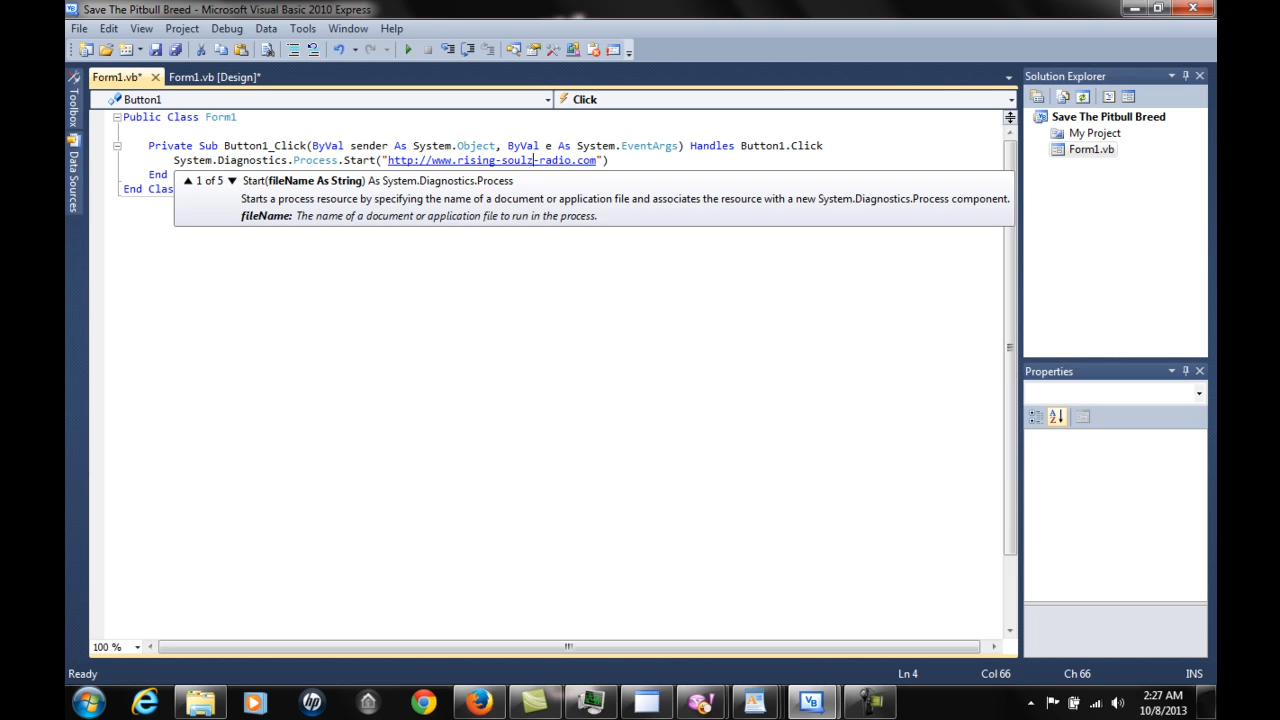 Save The Pitbull Breed - Microsoft Visual Basic 2010 Express
File Edit View Project Debug Data Tools Window Help
Form1.vb* Form1.vb [Design]*
Button1 Click
Toolbox
Data Sources
Public Class Form1
Private Sub Button1_Click(ByVal sender As System.Object, ByVal e As System.EventArgs) Handles Button1.Click
System.Diagnostics.Process.Start("http://www.rising-soulz-radio.com")
End
End Clas
1 of 5 Start(fileName As String) As System.Diagnostics.Process
Starts a process resource by specifying the name of a document or application file and associates the resource with a new System.Diagnostics.Process component.
fileName: The name of a document or application file to run in the process.
100 %
Solution Explorer
Save The Pitbull Breed
My Project
Form1.vb
Properties
Ready Ln 4 Col 66 Ch 66 INS
2:27 AM
10/8/2013